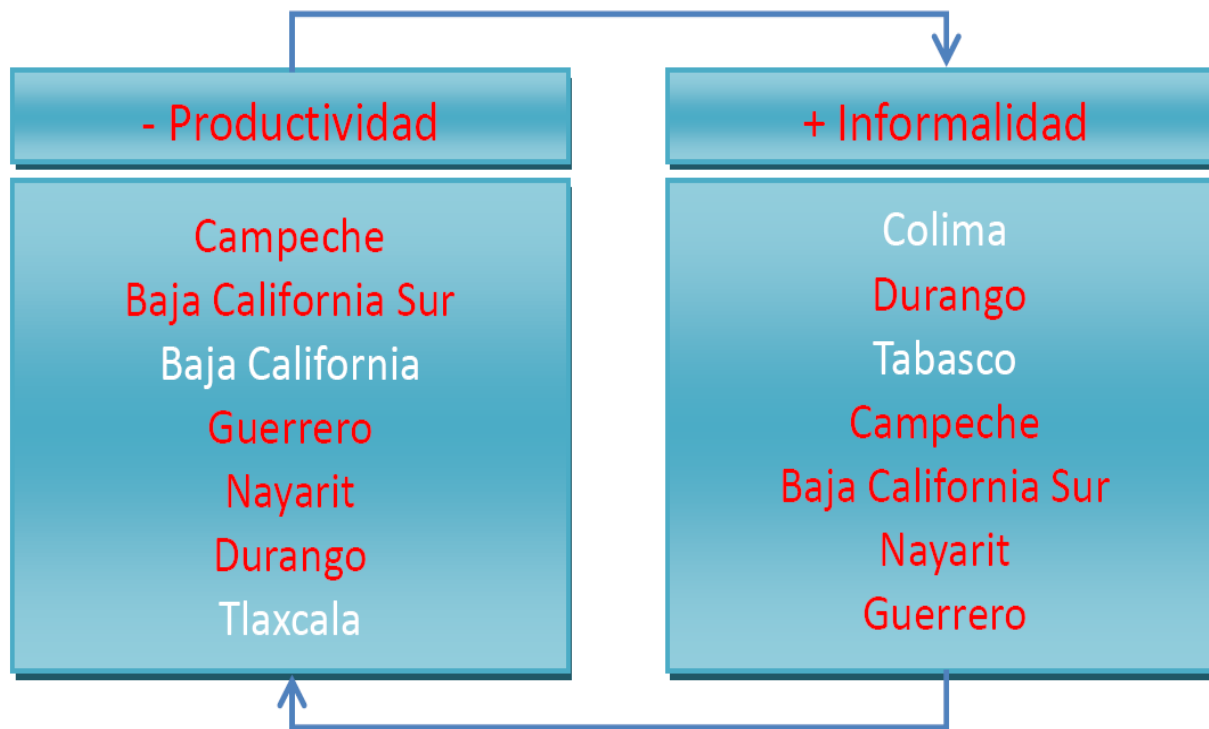 - Productividad
Campeche
Baja California Sur
Baja California
Guerrero
Nayarit
Durango
Tlaxcala
+ Informalidad
Colima
Durango
Tabasco
Campeche
Baja California Sur
Nayarit
Guerrero